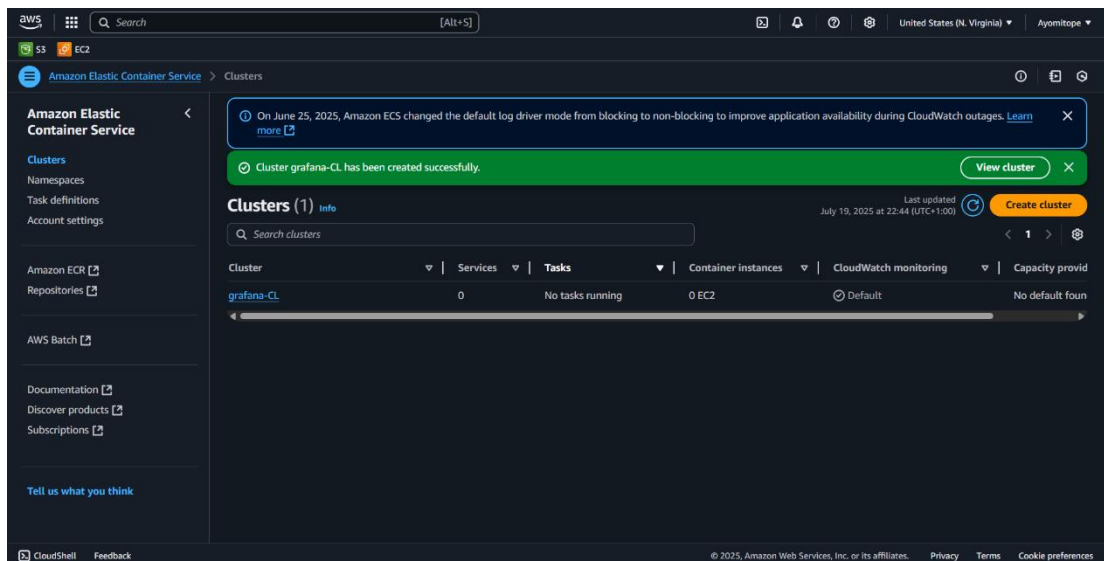 aws
Search [Alt+S]
United States (N. Virginia) Ayomitope
S3 EC2
Amazon Elastic Container Service > Clusters
Amazon Elastic
Container Service
Clusters
Namespaces
Task definitions
Account settings
Amazon ECR
Repositories
AWS Batch
Documentation
Discover products
Subscriptions
Tell us what you think
On June 25, 2025, Amazon ECS changed the default log driver mode from blocking to non-blocking to improve application availability during CloudWatch outages. Learn
more
Cluster grafana-CL has been created successfully.
View cluster
Clusters (1) Info
Last updated
July 19, 2025 at 22:44 (UTC+1:00)
Create cluster
Search clusters
1
Cluster Services Tasks Container instances CloudWatch monitoring Capacity provid
grafana-CL 0 No tasks running 0 EC2 Default No default foun
CloudShell Feedback © 2025, Amazon Web Services, Inc. or its affiliates. Privacy Terms Cookie preferences